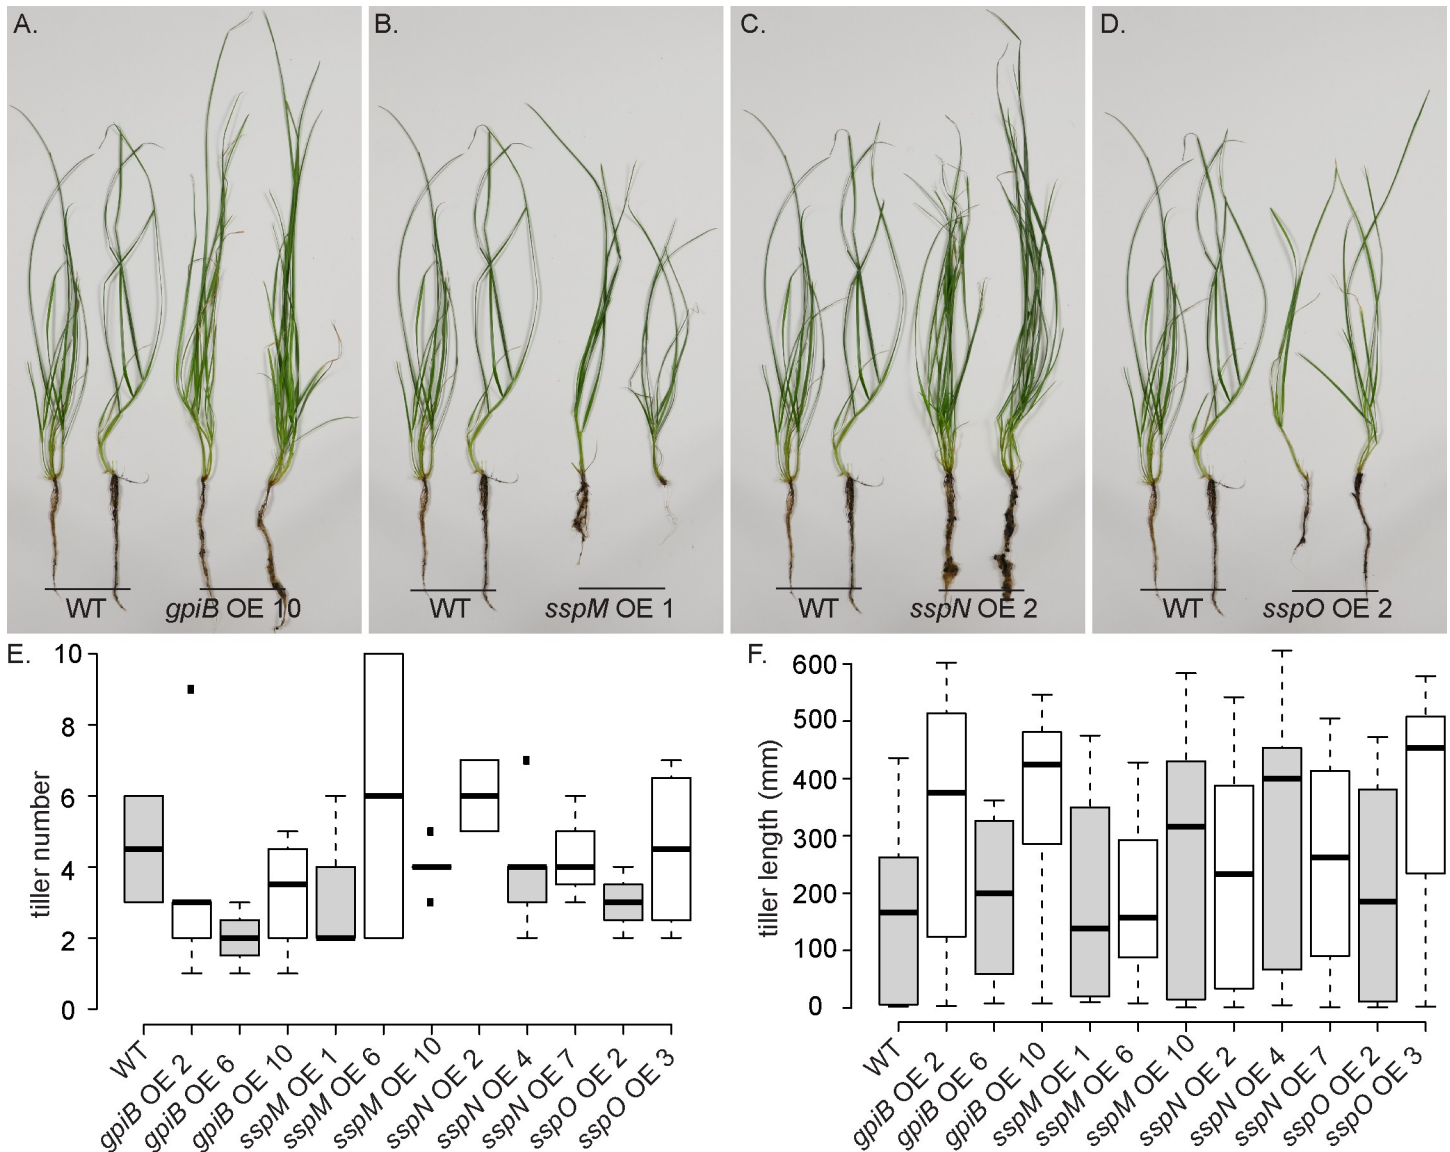 A.
B.
C.
D.
WT
gpiB OE 10
WT
sspM OE 1
WT
sspN OE 2
WT
sspO OE 2
E.
tiller number
10
8
6
4
2
0
WT
gpiB OE 2
gpiB OE 6
gpiB OE 10
sspM OE 1
sspM OE 6
sspM OE 10
sspN OE 2
sspN OE 4
sspN OE 7
sspO OE 2
sspO OE 3
F.
tiller length (mm)
600
500
400
300
200
100
0
WT
gpiB OE 2
gpiB OE 6
gpiB OE 10
sspM OE 1
sspM OE 6
sspM OE 10
sspN OE 2
sspN OE 4
sspN OE 7
sspO OE 2
sspO OE 3